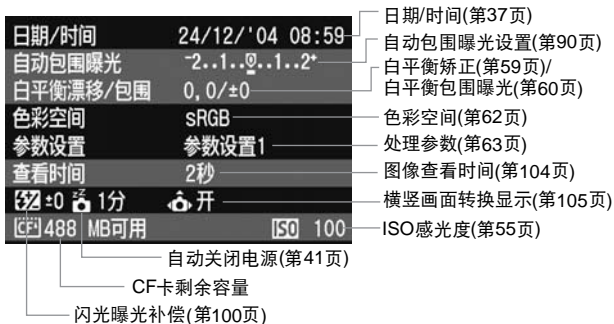 日期/时间 24/12/'04 08:59
自动包围曝光 ⁻2..1..0..1..2⁺
白平衡漂移/包围 0,0/±0
色彩空间 sRGB
参数设置 参数设置1
查看时间 2秒
±0 zz 1分 开
CF 488 MB可用 ISO 100
日期/时间(第37页)
自动包围曝光设置(第90页)
白平衡矫正(第59页)/
白平衡包围曝光(第60页)
色彩空间(第62页)
处理参数(第63页)
图像查看时间(第104页)
横竖画面转换显示(第105页)
ISO感光度(第55页)
自动关闭电源(第41页)
CF卡剩余容量
闪光曝光补偿(第100页)